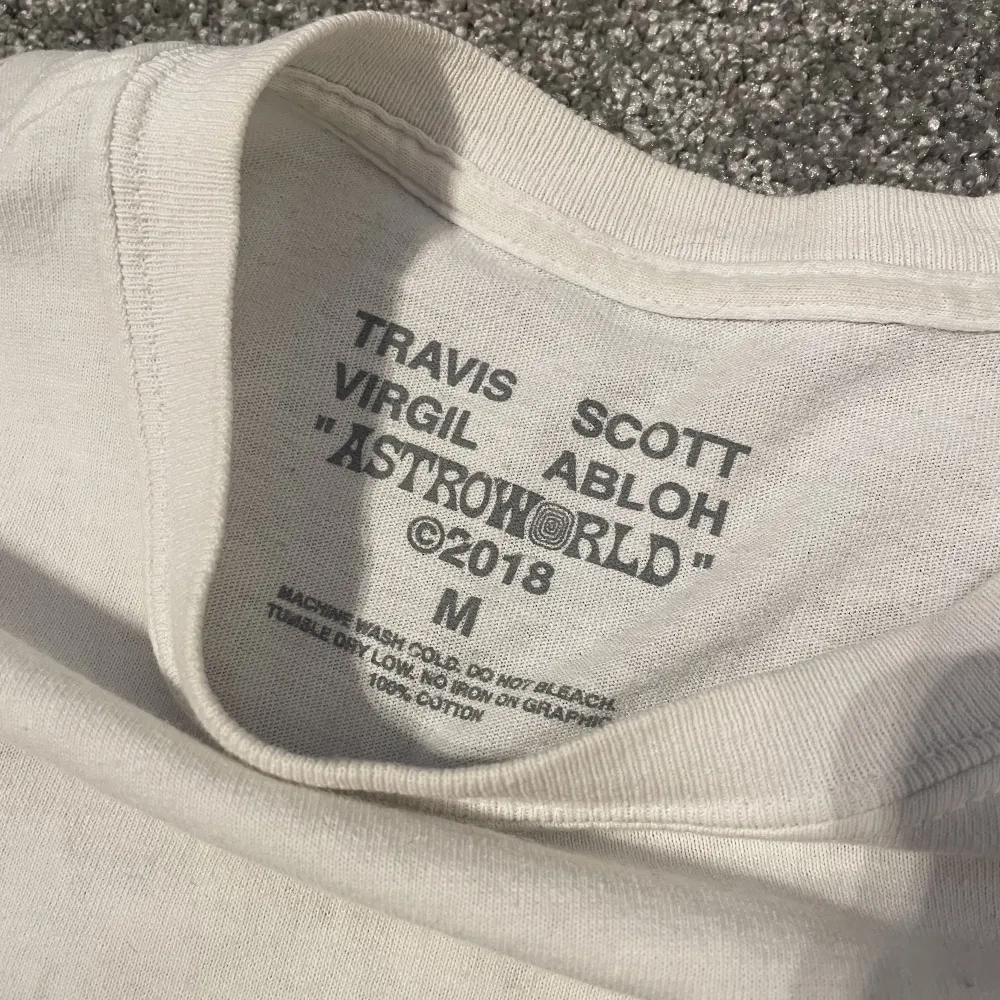 TRAVIS SCOTT
VIRGIL ABLOH
"ASTROWORLD"
©2018
M
MACHINE WASH COLD. DO NOT BLEACH.
TUMBLE DRY LOW. NO IRON ON GRAPHIC
100% COTTON